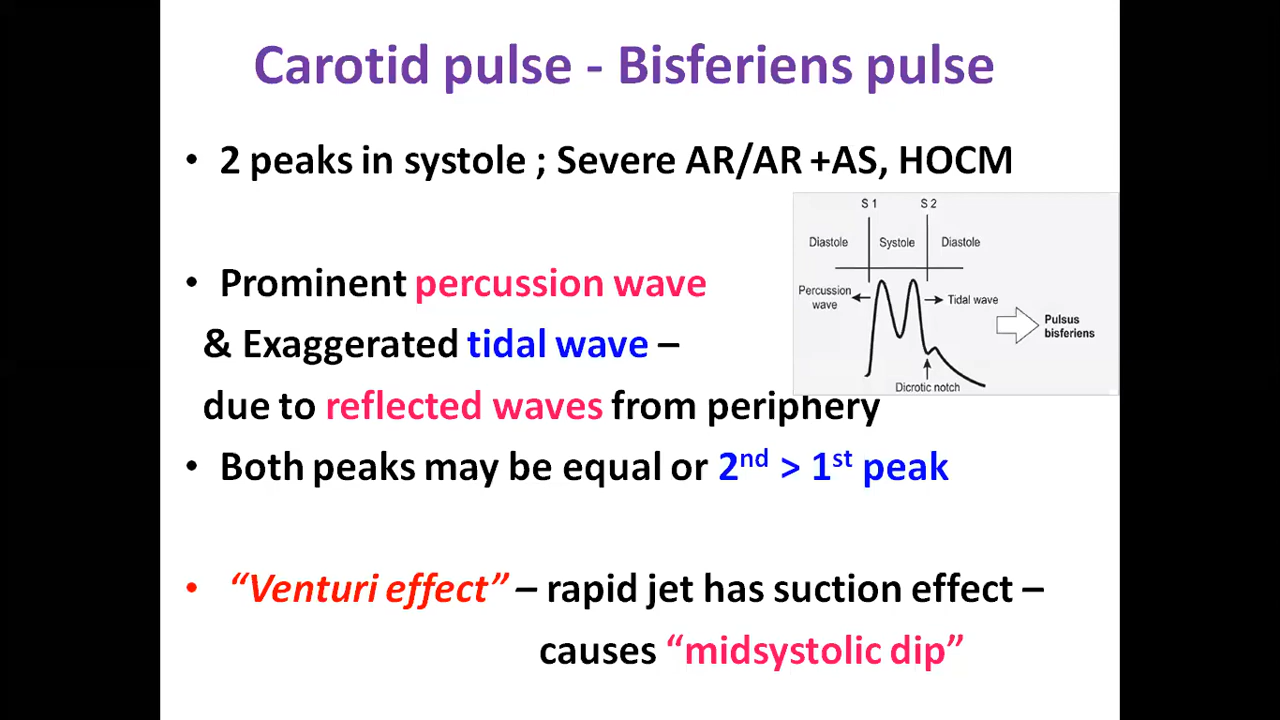 Carotid pulse - Bisferiens pulse
• 2 peaks in systole ; Severe AR/AR +AS, HOCM
S 1 S 2
Diastole Systole Diastole
Percussion
wave
Tidal wave
Pulsus
bisferiens
Dicrotic notch
• Prominent percussion wave
& Exaggerated tidal wave –
due to reflected waves from periphery
• Both peaks may be equal or 2nd > 1st peak
• “Venturi effect” – rapid jet has suction effect –
causes “midsystolic dip”